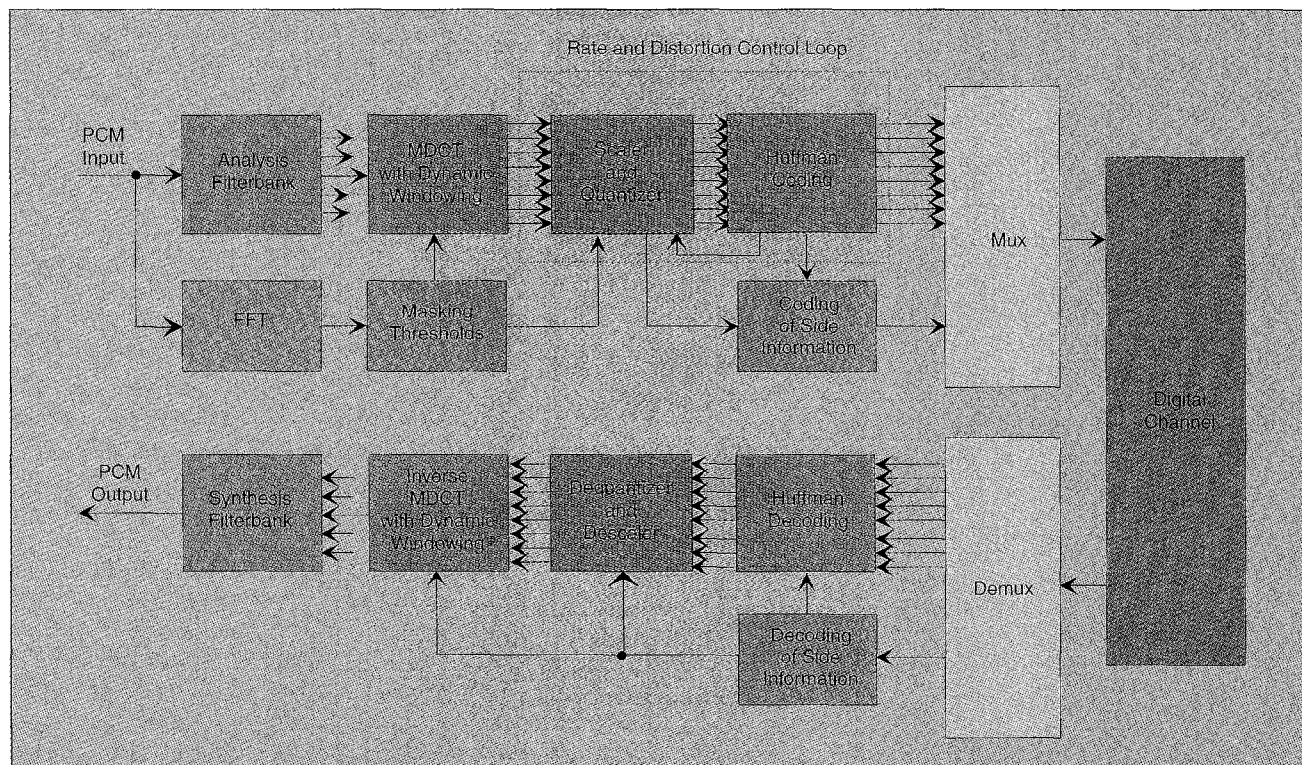 Rate and Distortion Control Loop
PCM
Input
Analysis
Filterbank
MDCT
with Dynamic
Windowing
Scaler
and
Quantizer
Huffman
Coding
Mux
FFT
Masking
Thresholds
Coding
of Side
Information
Digital
Channel
PCM
Output
Synthesis
Filterbank
Inverse
MDCT
with Dynamic
Windowing
Dequantizer
and
Descaler
Huffman
Decoding
Demux
Decoding
of Side
Information